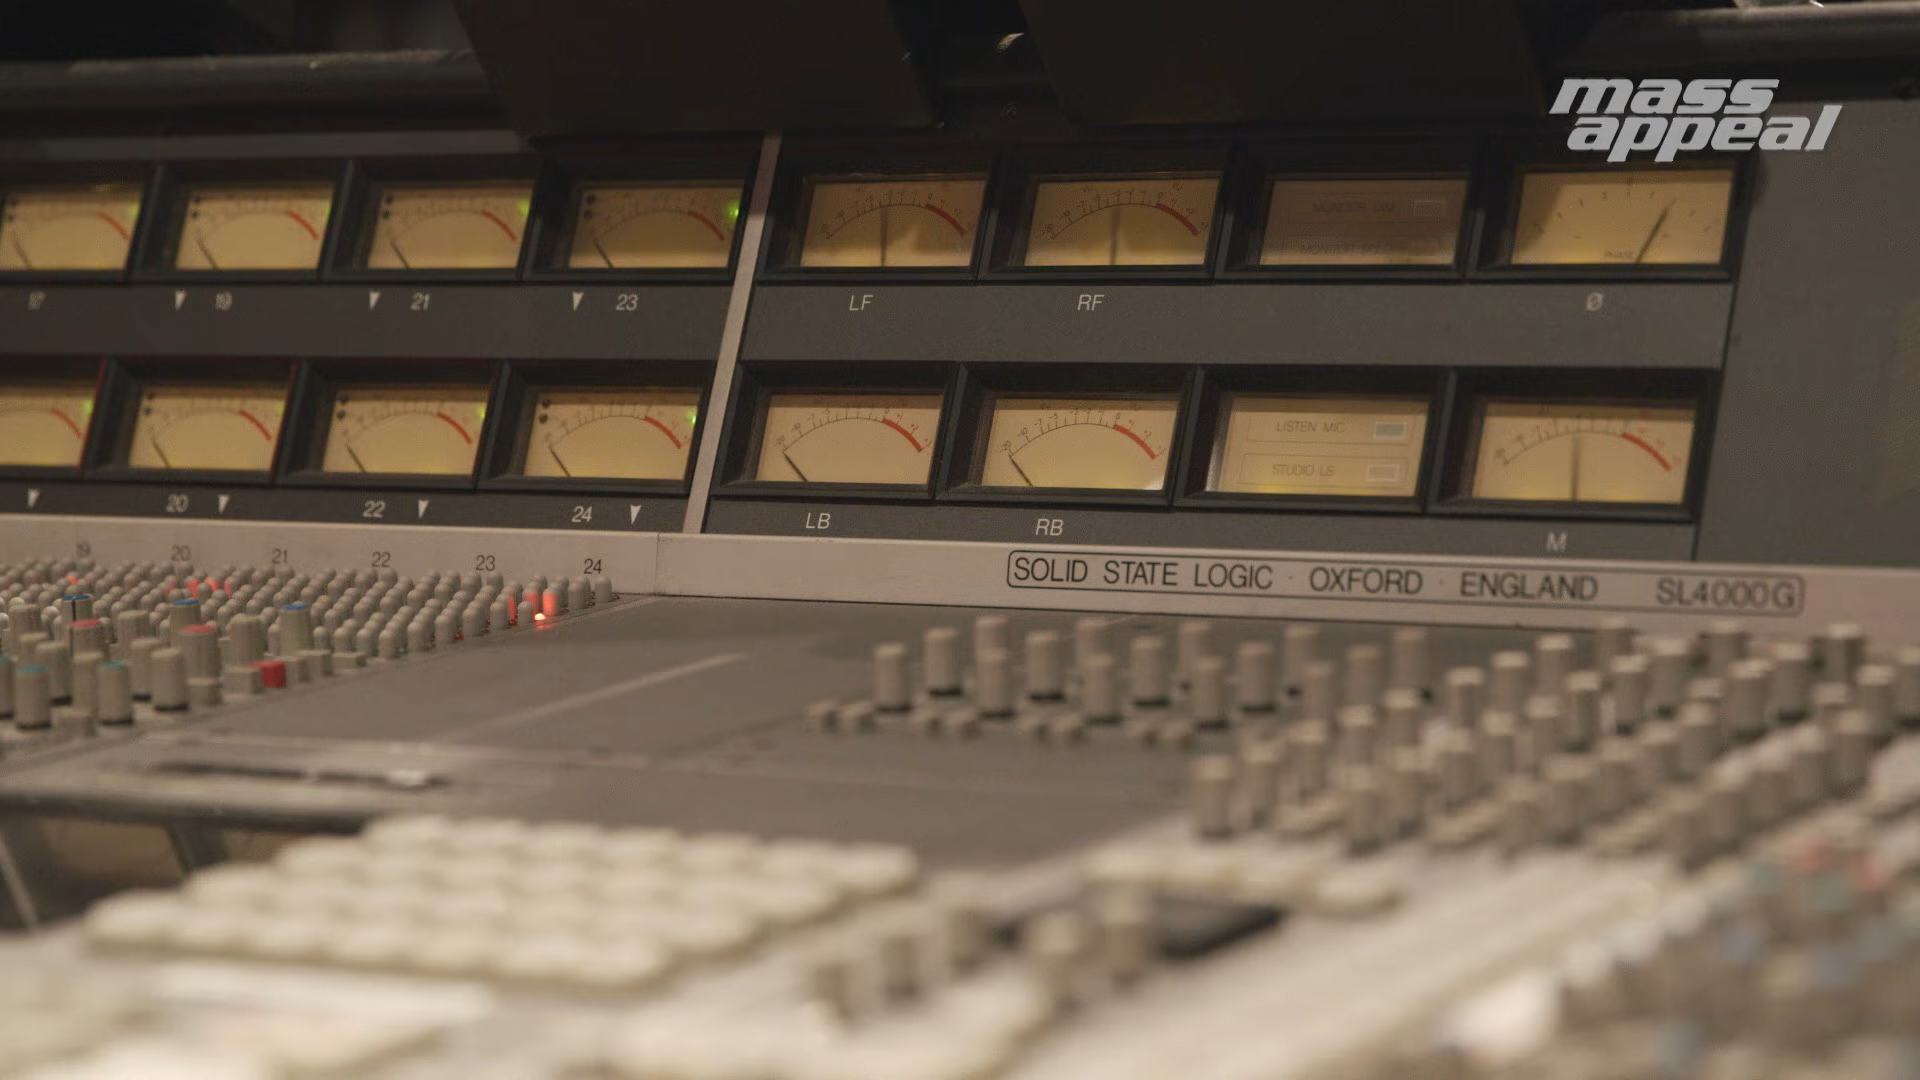 mass
appeal
19
21
23
LF
RF
Ø
LISTEN MIC
STUDIO LS
20
22
24
LB
RB
M
19
20
21
22
23
24
SOLID STATE LOGIC · OXFORD · ENGLAND SL4000G